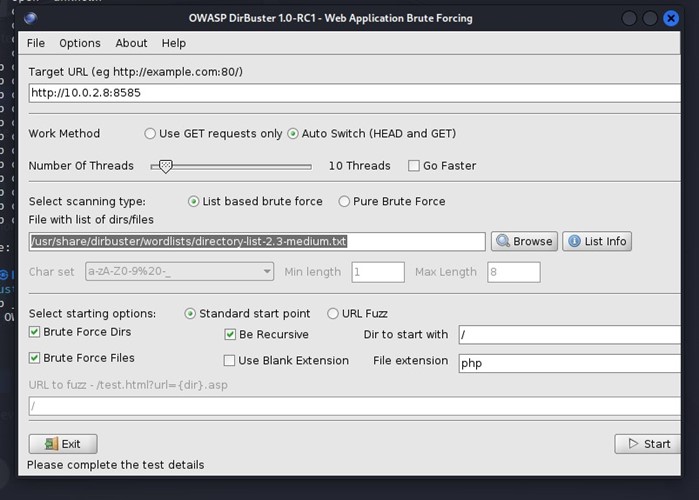 OWASP DirBuster 1.0-RC1 - Web Application Brute Forcing
File Options About Help
Target URL (eg http://example.com:80/)
http://10.0.2.8:8585
Work Method Use GET requests only Auto Switch (HEAD and GET)
Number Of Threads 10 Threads Go Faster
Select scanning type: List based brute force Pure Brute Force
File with list of dirs/files
/usr/share/dirbuster/wordlists/directory-list-2.3-medium.txt Browse List Info
Char set a-zA-Z0-9%20-_ Min length 1 Max Length 8
Select starting options: Standard start point URL Fuzz
Brute Force Dirs Be Recursive Dir to start with /
Brute Force Files Use Blank Extension File extension php
URL to fuzz - /test.html?url={dir}.asp
/
Exit Start
Please complete the test details